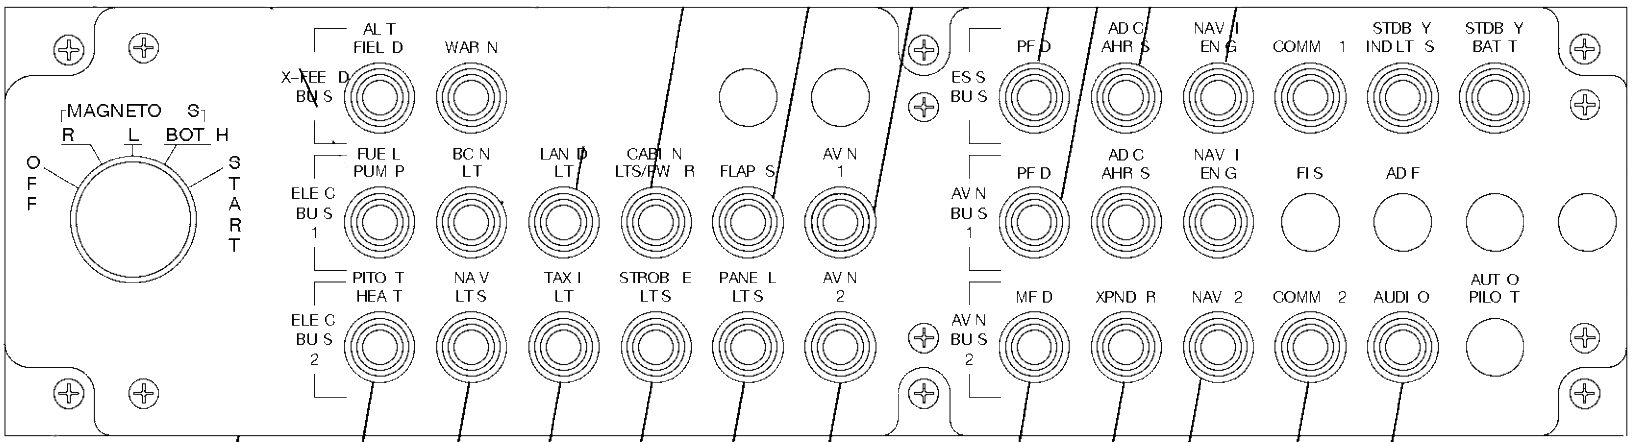 MAGNETOS
R L BOTH
OFF
START
X-FEED
BUS
ALT
FIELD
WARN
ELEC
BUS
1
FUEL
PUMP
BCN
LT
LAND
LT
CABIN
LTS/PWR
FLAPS
AVN
1
ELEC
BUS
2
PITOT
HEAT
NAV
LTS
TAXI
LT
STROBE
LTS
PANEL
LTS
AVN
2
ESS
BUS
PFD
ADC
AHRS
NAV I
ENG
COMM 1
STDBY
INDLTS
STDBY
BATT
AVN
BUS
1
PFD
ADC
AHRS
NAV I
ENG
FIS
ADF
AVN
BUS
2
MFD
XPNDR
NAV 2
COMM 2
AUDIO
AUTO
PILOT